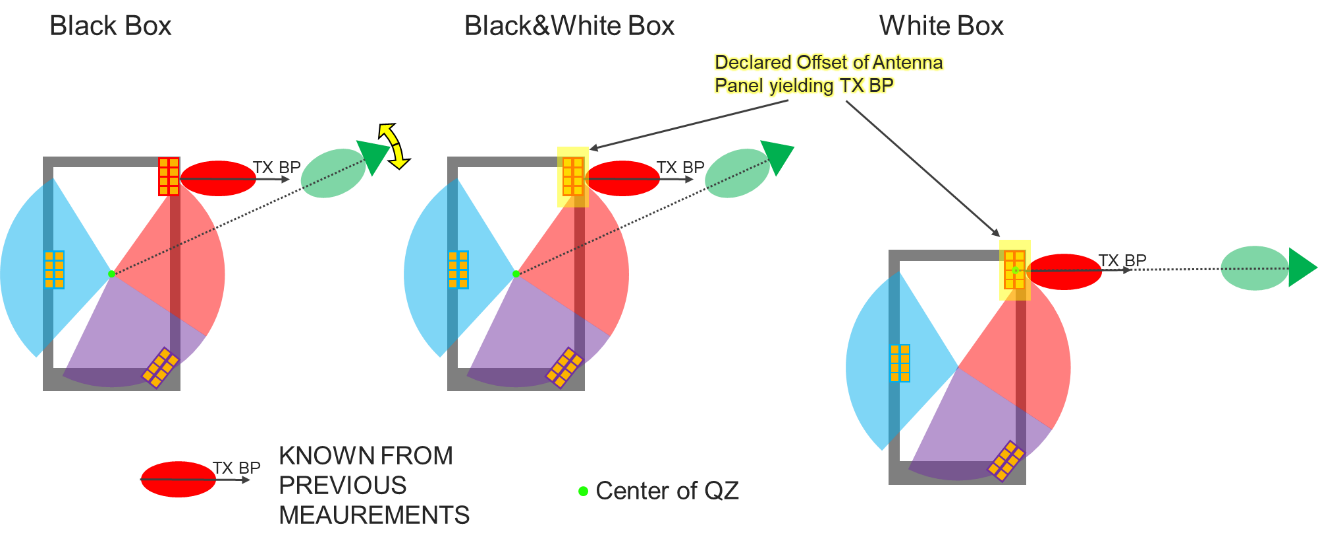 Black Box
Black&White Box
White Box
Declared Offset of Antenna
Panel yielding TX BP
TX BP
TX BP
TX BP
TX BP
KNOWN FROM
PREVIOUS
MEAUREMENTS
Center of QZ